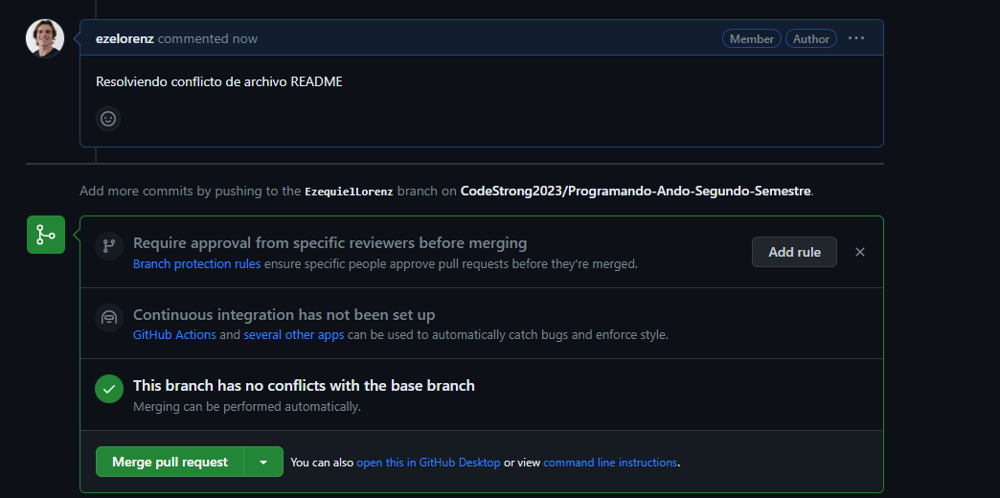 ezelorenz commented now
Member
Author
Resolviendo conflicto de archivo README
Add more commits by pushing to the EzequielLorenz branch on CodeStrong2023/Programando-Ando-Segundo-Semestre.
Require approval from specific reviewers before merging
Branch protection rules ensure specific people approve pull requests before they're merged.
Add rule
Continuous integration has not been set up
GitHub Actions and several other apps can be used to automatically catch bugs and enforce style.
This branch has no conflicts with the base branch
Merging can be performed automatically.
Merge pull request
You can also open this in GitHub Desktop or view command line instructions.